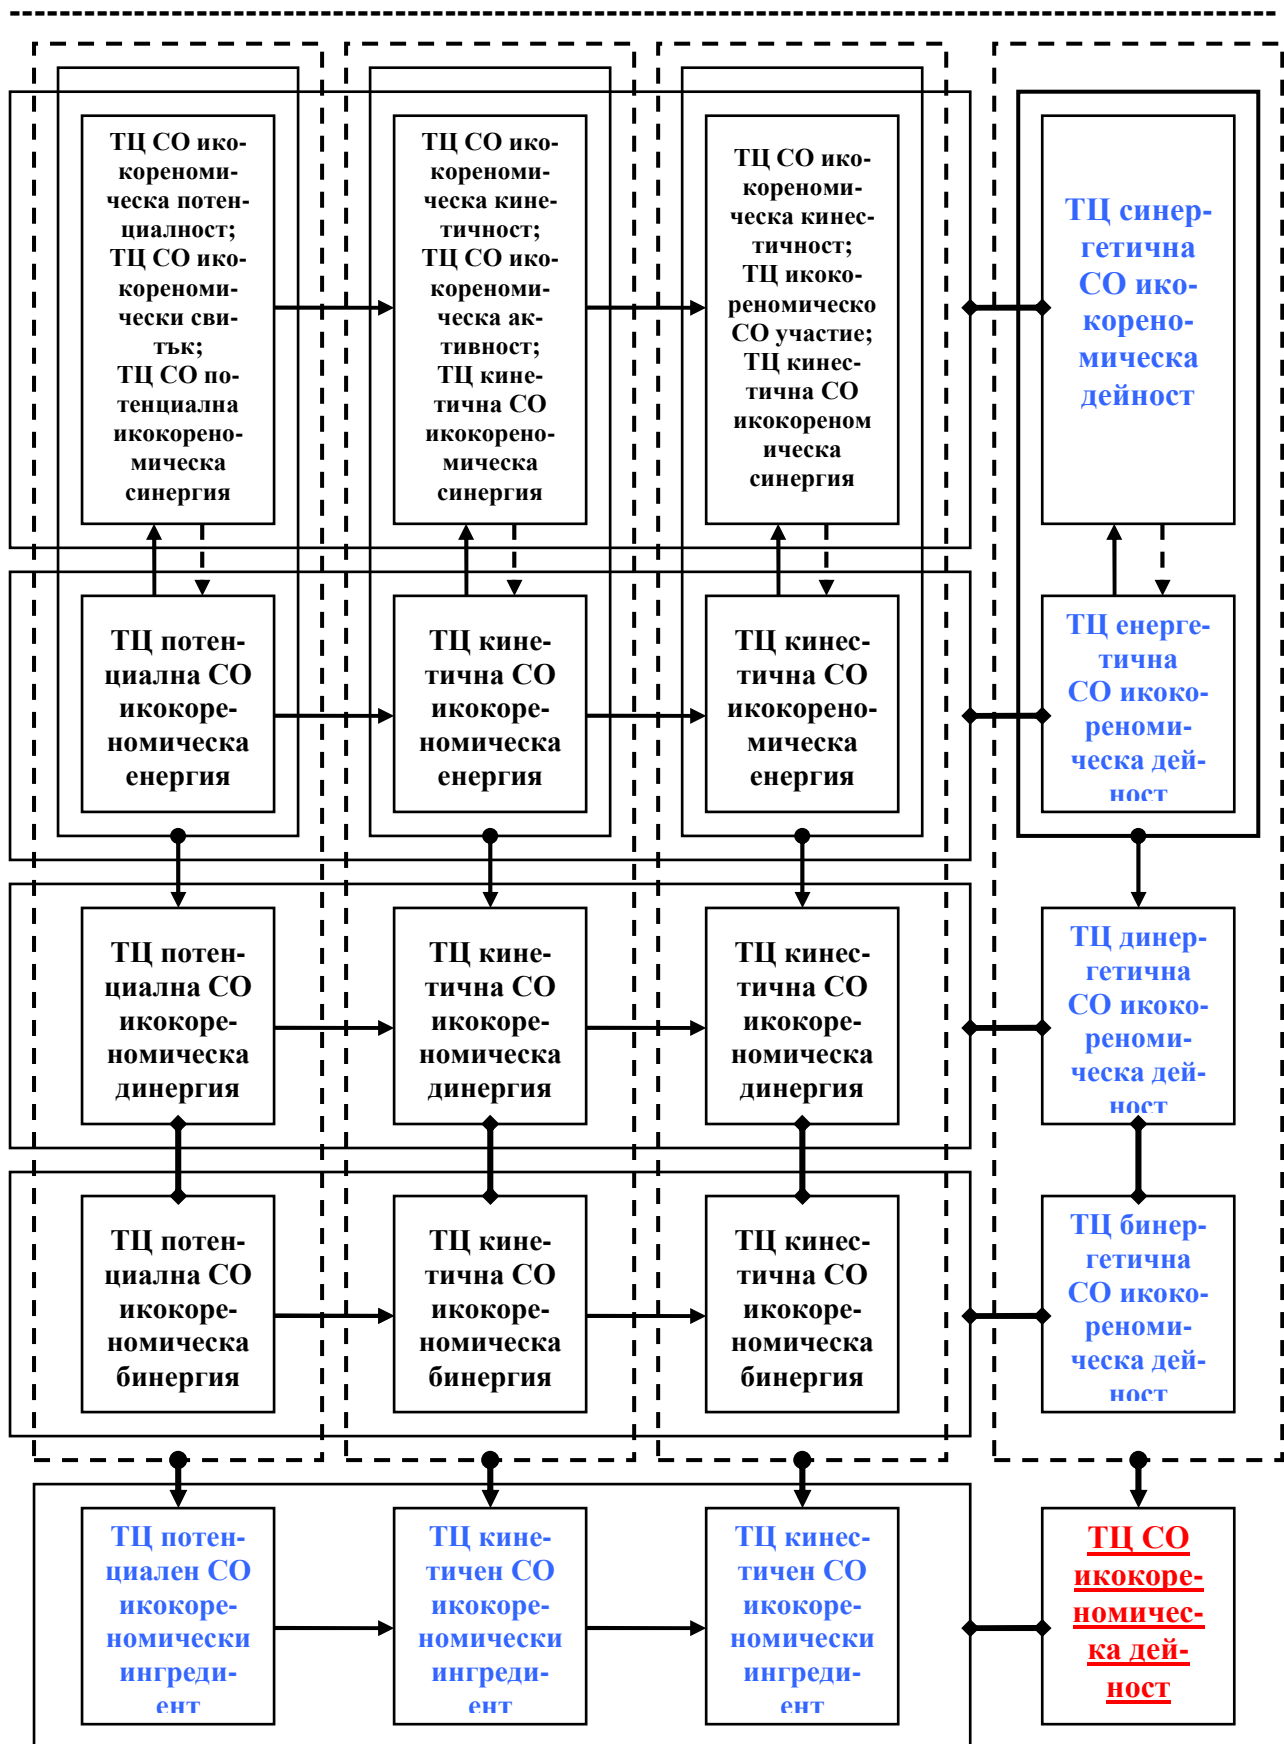 ТЦ СО ико-
кореноми-
ческа потен-
циалност;
ТЦ СО ико-
кореноми-
чески сви-
тък;
ТЦ СО по-
тенциална
икокорено-
мическа
синергия
ТЦ СО ико-
кореноми-
ческа кине-
тичност;
ТЦ СО ико-
кореноми-
ческа ак-
тивност;
ТЦ кине-
тична СО
икокорено-
мическа
синергия
ТЦ СО ико-
кореноми-
ческа кинес-
тичност;
ТЦ икоко-
реномическо
СО участие;
ТЦ кинес-
тична СО
икокореном
ическа
синергия
ТЦ синер-
гетична
СО ико-
корено-
мическа
дейност
ТЦ потен-
циална СО
икокоре-
номическа
енергия
ТЦ кине-
тична СО
икокоре-
номическа
енергия
ТЦ кинес-
тична СО
икокорено-
мическа
енергия
ТЦ енерге-
тична
СО икоко-
реноми-
ческа дей-
ност
ТЦ потен-
циална СО
икокоре-
номическа
динергия
ТЦ кине-
тична СО
икокоре-
номическа
динергия
ТЦ кинес-
тична СО
икокоре-
номическа
динергия
ТЦ динер-
гетична
СО икоко-
реноми-
ческа дей-
ност
ТЦ потен-
циална СО
икокоре-
номическа
бинергия
ТЦ кине-
тична СО
икокоре-
номическа
бинергия
ТЦ кинес-
тична СО
икокоре-
номическа
бинергия
ТЦ бинер-
гетична
СО икоко-
реноми-
ческа дей-
ност
ТЦ потен-
циален СО
икокоре-
номически
ингреди-
ент
ТЦ кине-
тичен СО
икокоре-
номически
ингреди-
ент
ТЦ кинес-
тичен СО
икокоре-
номически
ингреди-
ент
ТЦ СО
икокоре-
номичес-
ка дей-
ност